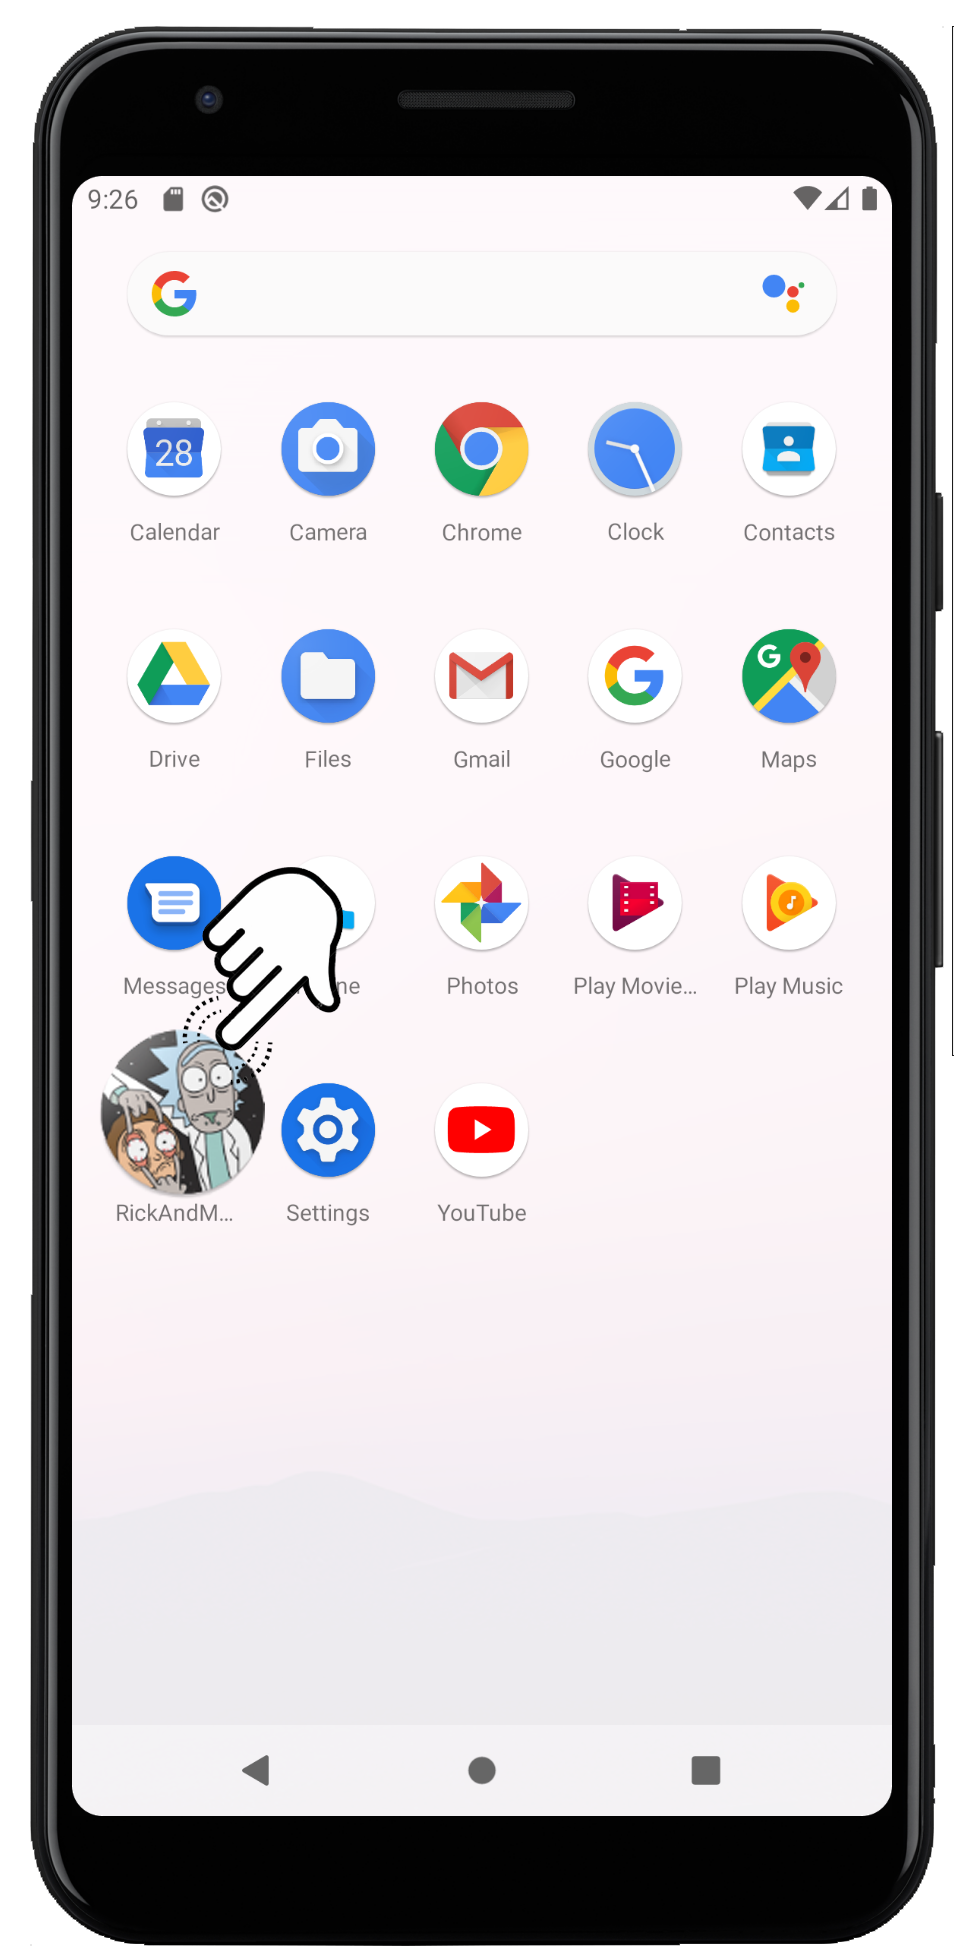 9:26
28
Calendar Camera Chrome Clock Contacts
G
Drive Files Gmail Google Maps
Messages ne Photos Play Movie... Play Music
RickAndM... Settings YouTube